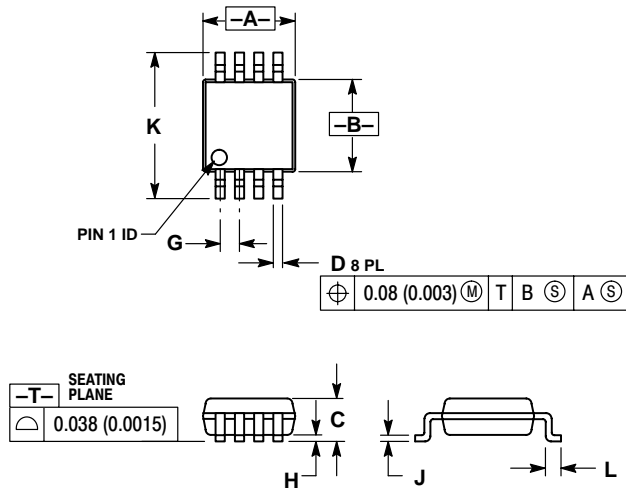 –A–
K
–B–
PIN 1 ID
G
D 8 PL
⌖ 0.08 (0.003) Ⓜ T B Ⓢ A Ⓢ
–T– SEATING PLANE
⌓ 0.038 (0.0015)
C
H
J
L